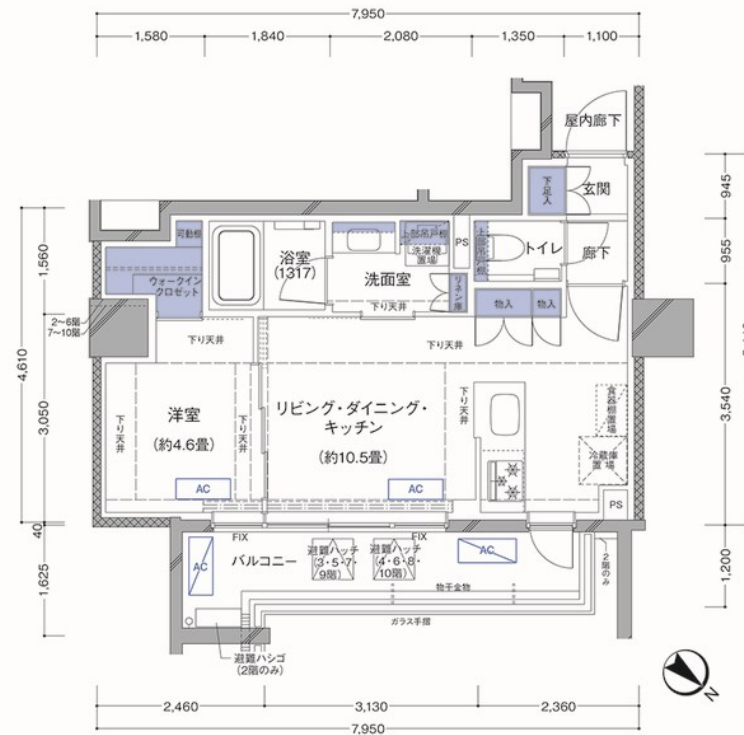 7,950
1,580
1,840
2,080
1,350
1,100
屋内廊下
下足入
玄関
945
可動棚
浴室
(1317)
上部吊戸棚
洗濯機
置場
洗面室
PS
上部吊戸棚
トイレ
廊下
955
1,660
ウォークイン
クロゼット
リネン庫
物入
物入
下り天井
2〜6階
7〜10階
下り天井
下り天井
4,610
3,050
下り天井
洋室
(約4.6畳)
下り天井
リビング・ダイニング・
キッチン
(約10.5畳)
下り天井
食器棚置場
冷蔵庫
置場
3,540
AC
AC
PS
40
FIX
FIX
バルコニー
AC
避難ハッチ
(3・5・7・
9階)
避難ハッチ
(4・6・8・
10階)
AC
2階のみ
1,625
1,200
物干金物
ガラス手摺
避難ハシゴ
(2階のみ)
N
2,460
3,130
2,360
7,950